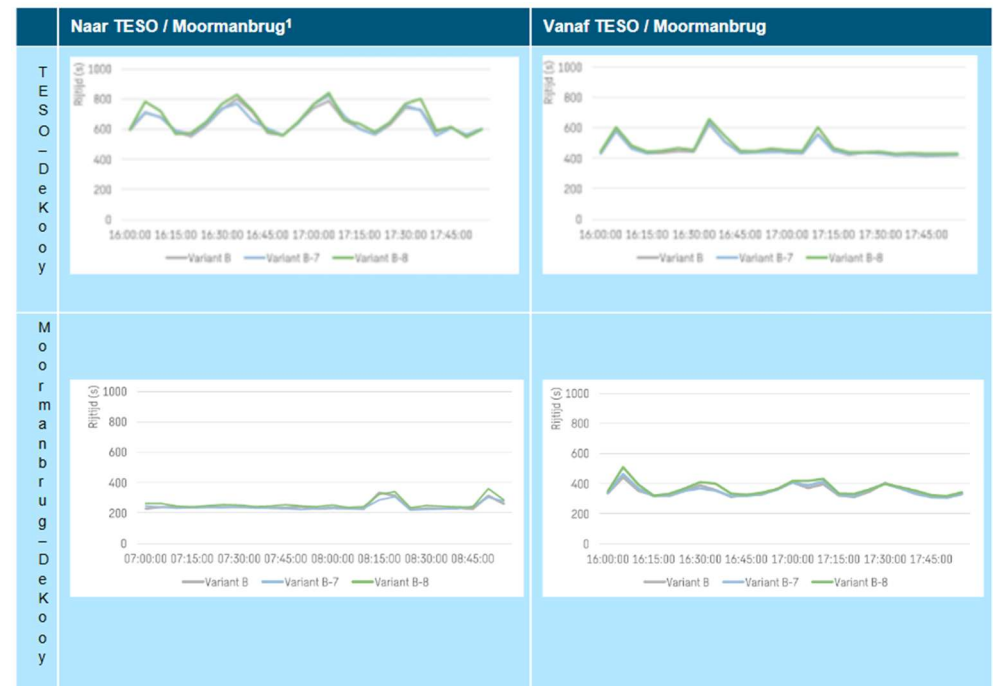 Naar TESO / Moormanbrug¹
Vanaf TESO / Moormanbrug
TESO – DeKooy
Rijtijd (s)
1000
800
600
400
200
0
16:00:00 16:15:00 16:30:00 16:45:00 17:00:00 17:15:00 17:30:00 17:45:00
Variant B Variant B-7 Variant B-8
Rijtijd (s)
1000
800
600
400
200
0
16:00:00 16:15:00 16:30:00 16:45:00 17:00:00 17:15:00 17:30:00 17:45:00
Variant B Variant B-7 Variant B-8
Moormanbrug – DeKooy
Rijtijd (s)
1000
800
600
400
200
0
07:00:00 07:15:00 07:30:00 07:45:00 08:00:00 08:15:00 08:30:00 08:45:00
Variant B Variant B-7 Variant B-8
Rijtijd (s)
1000
800
600
400
200
0
16:00:00 16:15:00 16:30:00 16:45:00 17:00:00 17:15:00 17:30:00 17:45:00
Variant B Variant B-7 Variant B-8